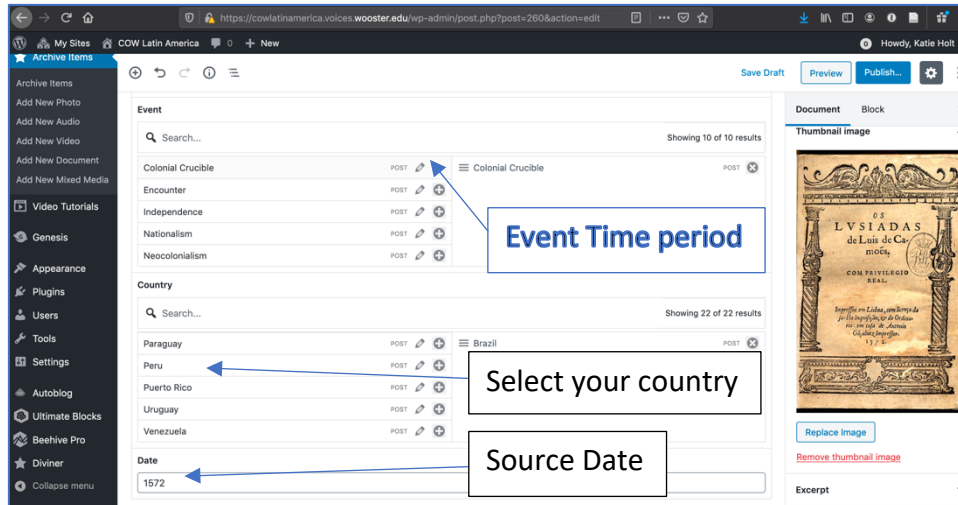 https://cowlatinamerica.voices.wooster.edu/wp-admin/post.php?post=260&action=edit
My Sites COW Latin America 0 + New Howdy, Katie Holt
Archive Items
Archive Items
Add New Photo
Add New Audio
Add New Video
Add New Document
Add New Mixed Media
Video Tutorials
Genesis
Appearance
Plugins
Users
Tools
Settings
Autoblog
Ultimate Blocks
Beehive Pro
Diviner
Collapse menu
Save Draft Preview Publish...
Event
Search... Showing 10 of 10 results
Colonial Crucible POST Colonial Crucible POST
Encounter POST
Independence POST
Nationalism POST
Neocolonialism POST
Event Time period
Country
Search... Showing 22 of 22 results
Paraguay POST Brazil POST
Peru POST
Puerto Rico POST
Uruguay POST
Venezuela POST
Select your country
Date
1572
Source Date
Document Block
Thumbnail image
OS
LVSIADAS
de Luis de Ca-
moẽs.
COM PRIVILEGIO
REAL.
Impressos em Lisboa, com licença da
1572.
Replace Image
Remove thumbnail image
Excerpt